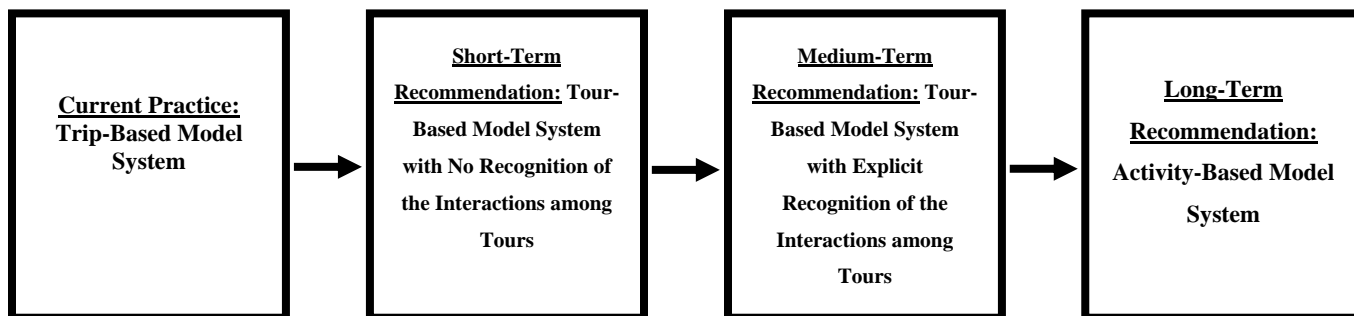 Current Practice:
Trip-Based Model
System
Short-Term
Recommendation: Tour-
Based Model System
with No Recognition of
the Interactions among
Tours
Medium-Term
Recommendation: Tour-
Based Model System
with Explicit
Recognition of the
Interactions among
Tours
Long-Term
Recommendation:
Activity-Based Model
System